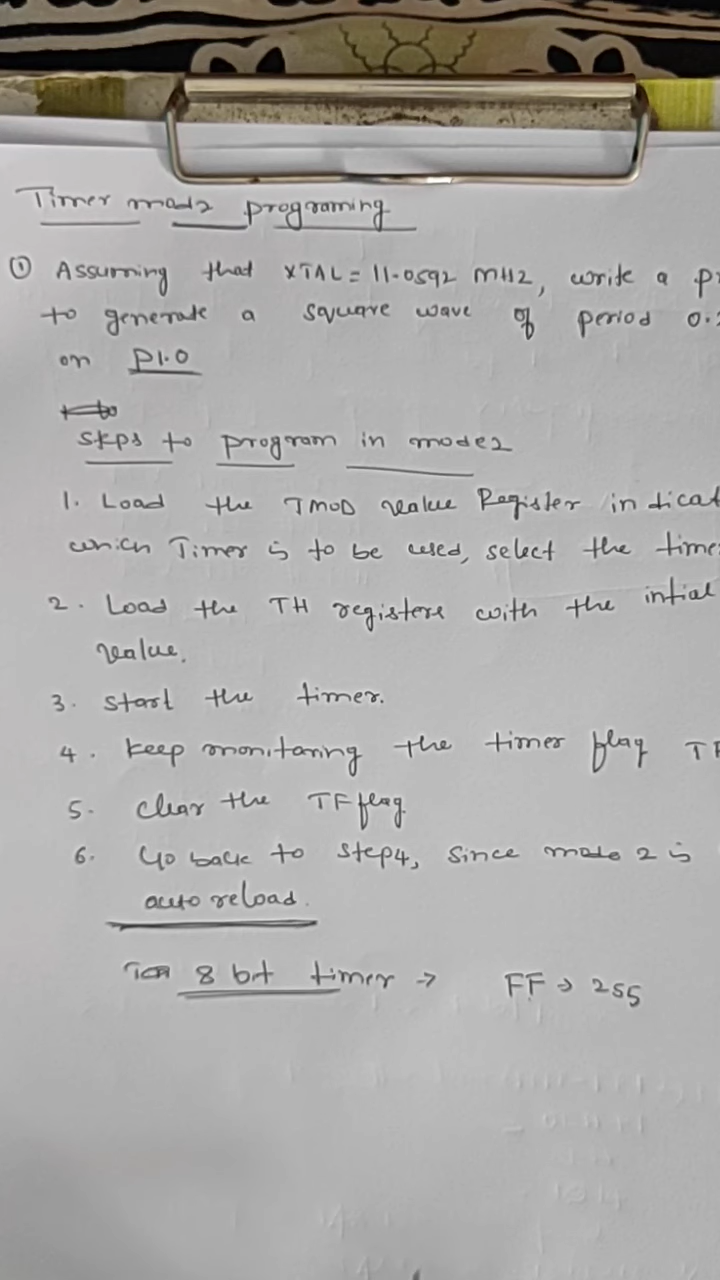 Timer mod2 programing
① Assuming that XTAL = 11.0592 MHz, write a
to generate a square wave of period 0.
on P1.0
Steps to program in mode2
1. Load the TMOD value Register indicat
which Timer is to be used, select the time
2. Load the TH registers with the intial
value.
3. start the timer.
4. keep monitaring the timer flag TF
5. clear the TF flag
6. Go back to step4, since mode 2 is
auto reload.
8 bit timer → FF → 255